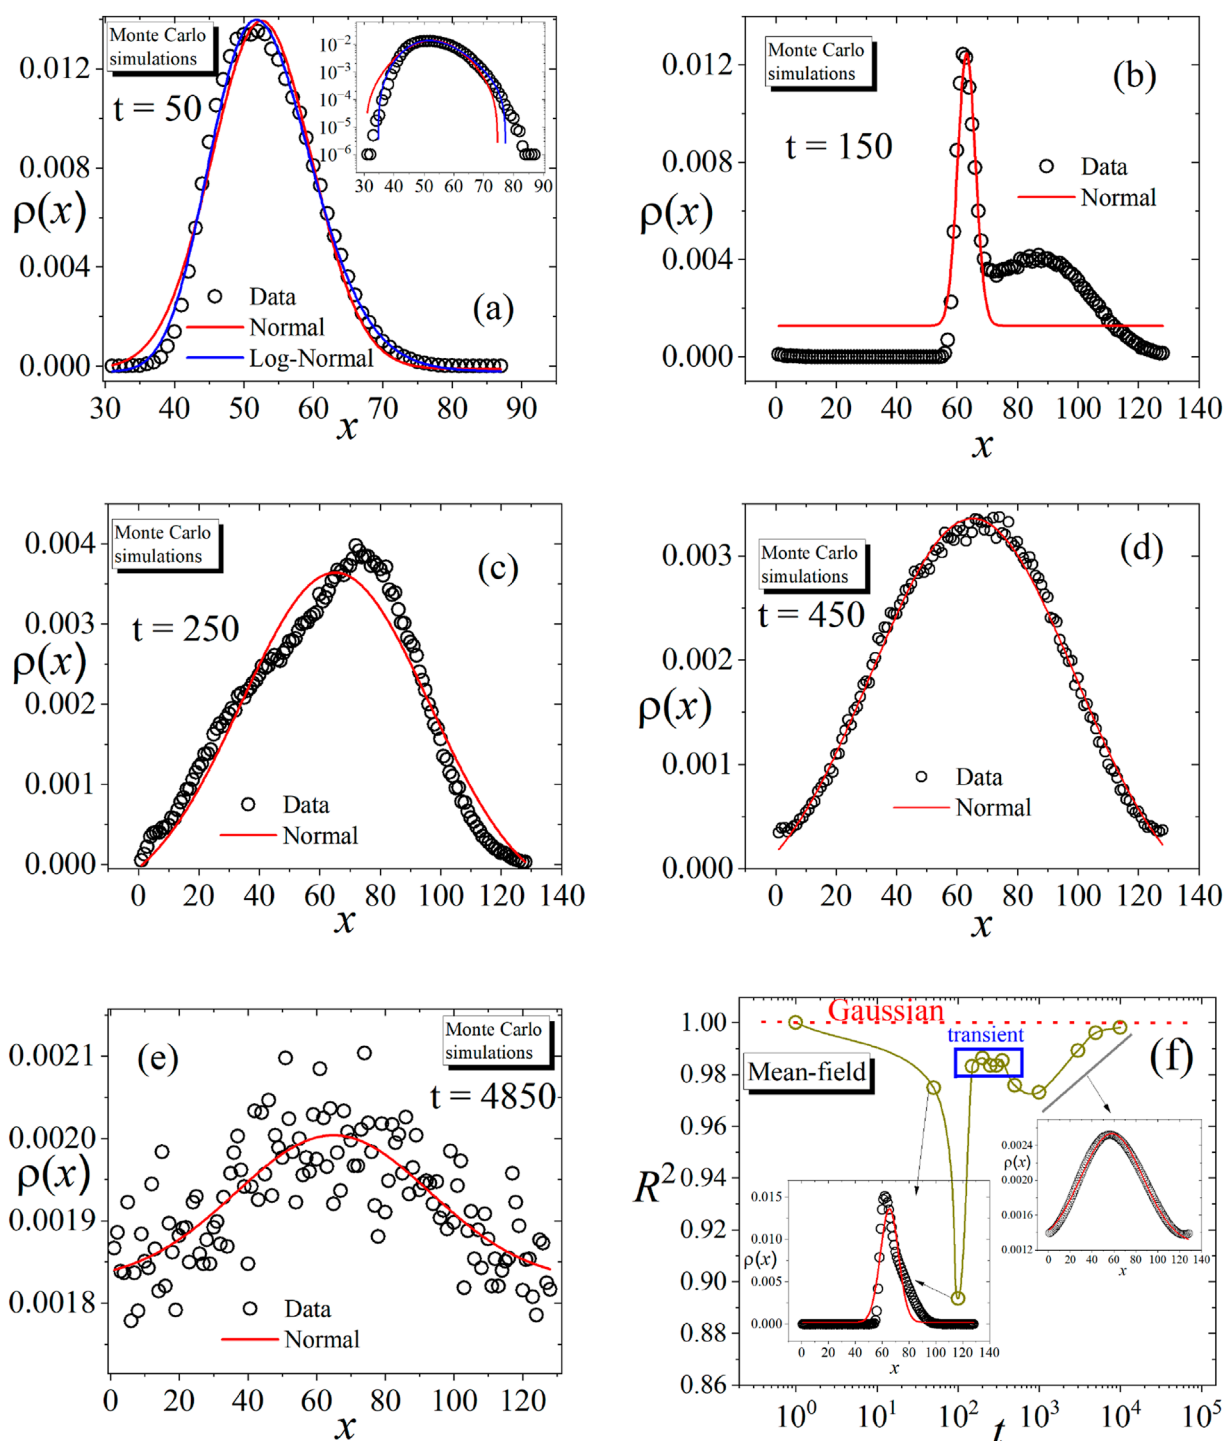 Monte Carlo
simulations
t = 50
(a)
ρ(x)
0.012
0.008
0.004
0.000
Data
Normal
Log-Normal
30 40 50 60 70 80 90
x
10⁻²
10⁻³
10⁻⁴
10⁻⁵
10⁻⁶
30 40 50 60 70 80 90
Monte Carlo
simulations
t = 150
(b)
ρ(x)
0.012
0.008
0.004
0.000
Data
Normal
0 20 40 60 80 100 120 140
x
Monte Carlo
simulations
t = 250
(c)
ρ(x)
0.004
0.003
0.002
0.001
0.000
Data
Normal
0 20 40 60 80 100 120 140
x
Monte Carlo
simulations
t = 450
(d)
ρ(x)
0.003
0.002
0.001
0.000
Data
Normal
0 20 40 60 80 100 120 140
x
(e)
Monte Carlo
simulations
t = 4850
ρ(x)
0.0021
0.0020
0.0019
0.0018
Data
Normal
0 20 40 60 80 100 120
x
Gaussian
transient
(f)
Mean-field
R²
1.00
0.98
0.96
0.94
0.92
0.90
0.88
0.86
10⁰ 10¹ 10² 10³ 10⁴ 10⁵
t
0.015
0.010
ρ(x)
0.005
0.000
0 20 40 60 80 100 120 140
x
0.0024
ρ(x)
0.0020
0.0016
0.0012
0 20 40 60 80 100 120 140
x